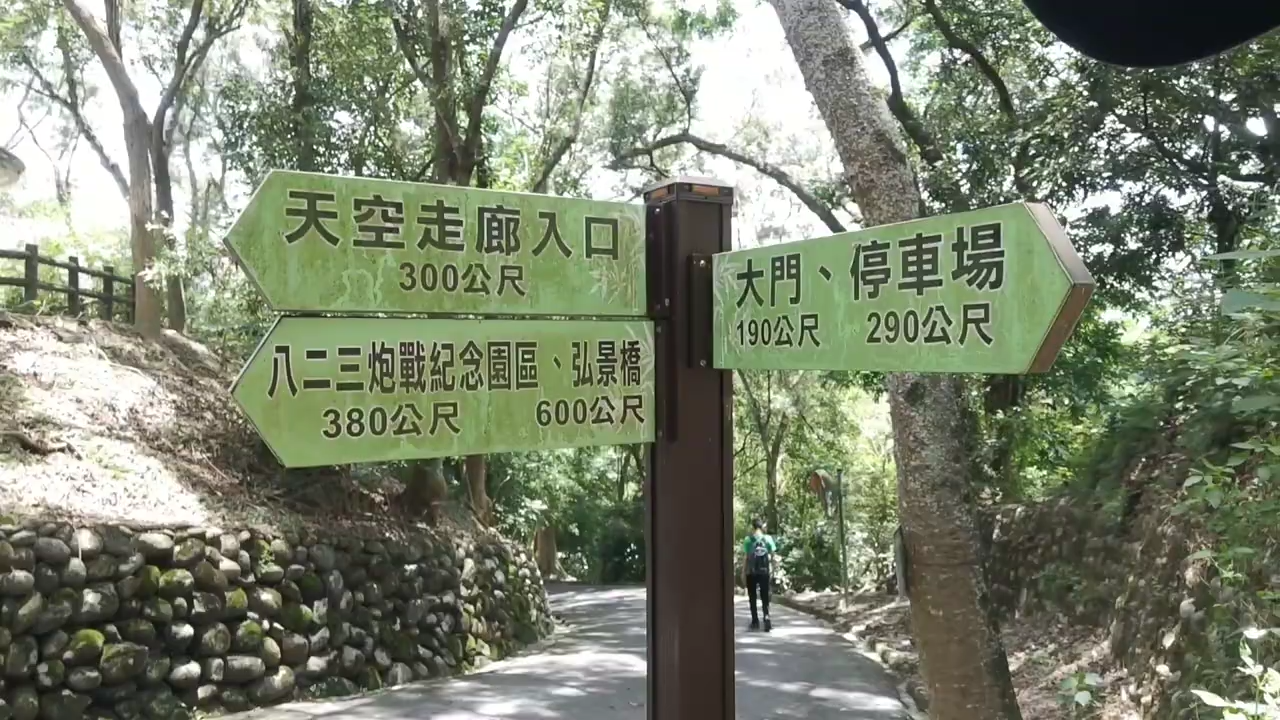 天空走廊入口
300公尺
八二三炮戰紀念園區、弘景橋
380公尺 600公尺
大門、停車場
190公尺 290公尺